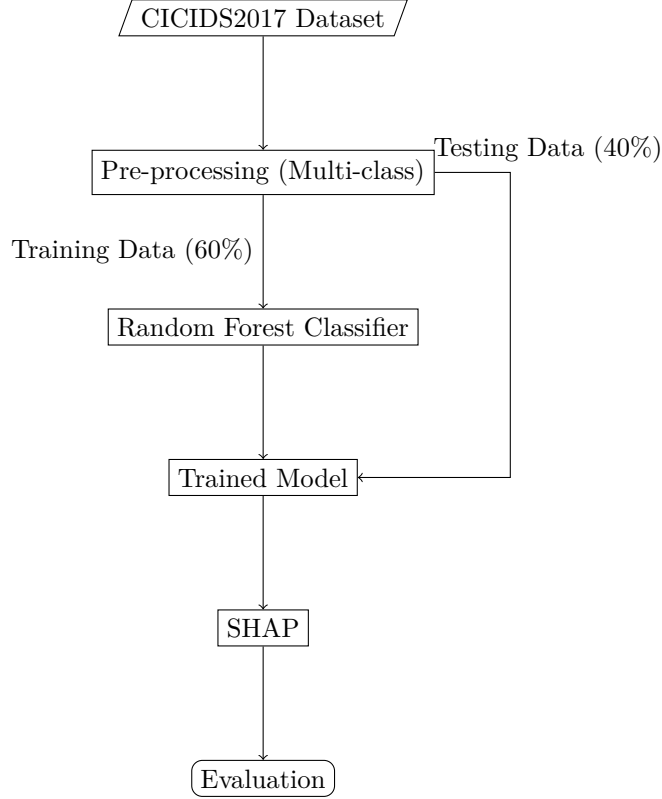 CICIDS2017 Dataset
Pre-processing (Multi-class)
Testing Data (40%)
Training Data (60%)
Random Forest Classifier
Trained Model
SHAP
Evaluation